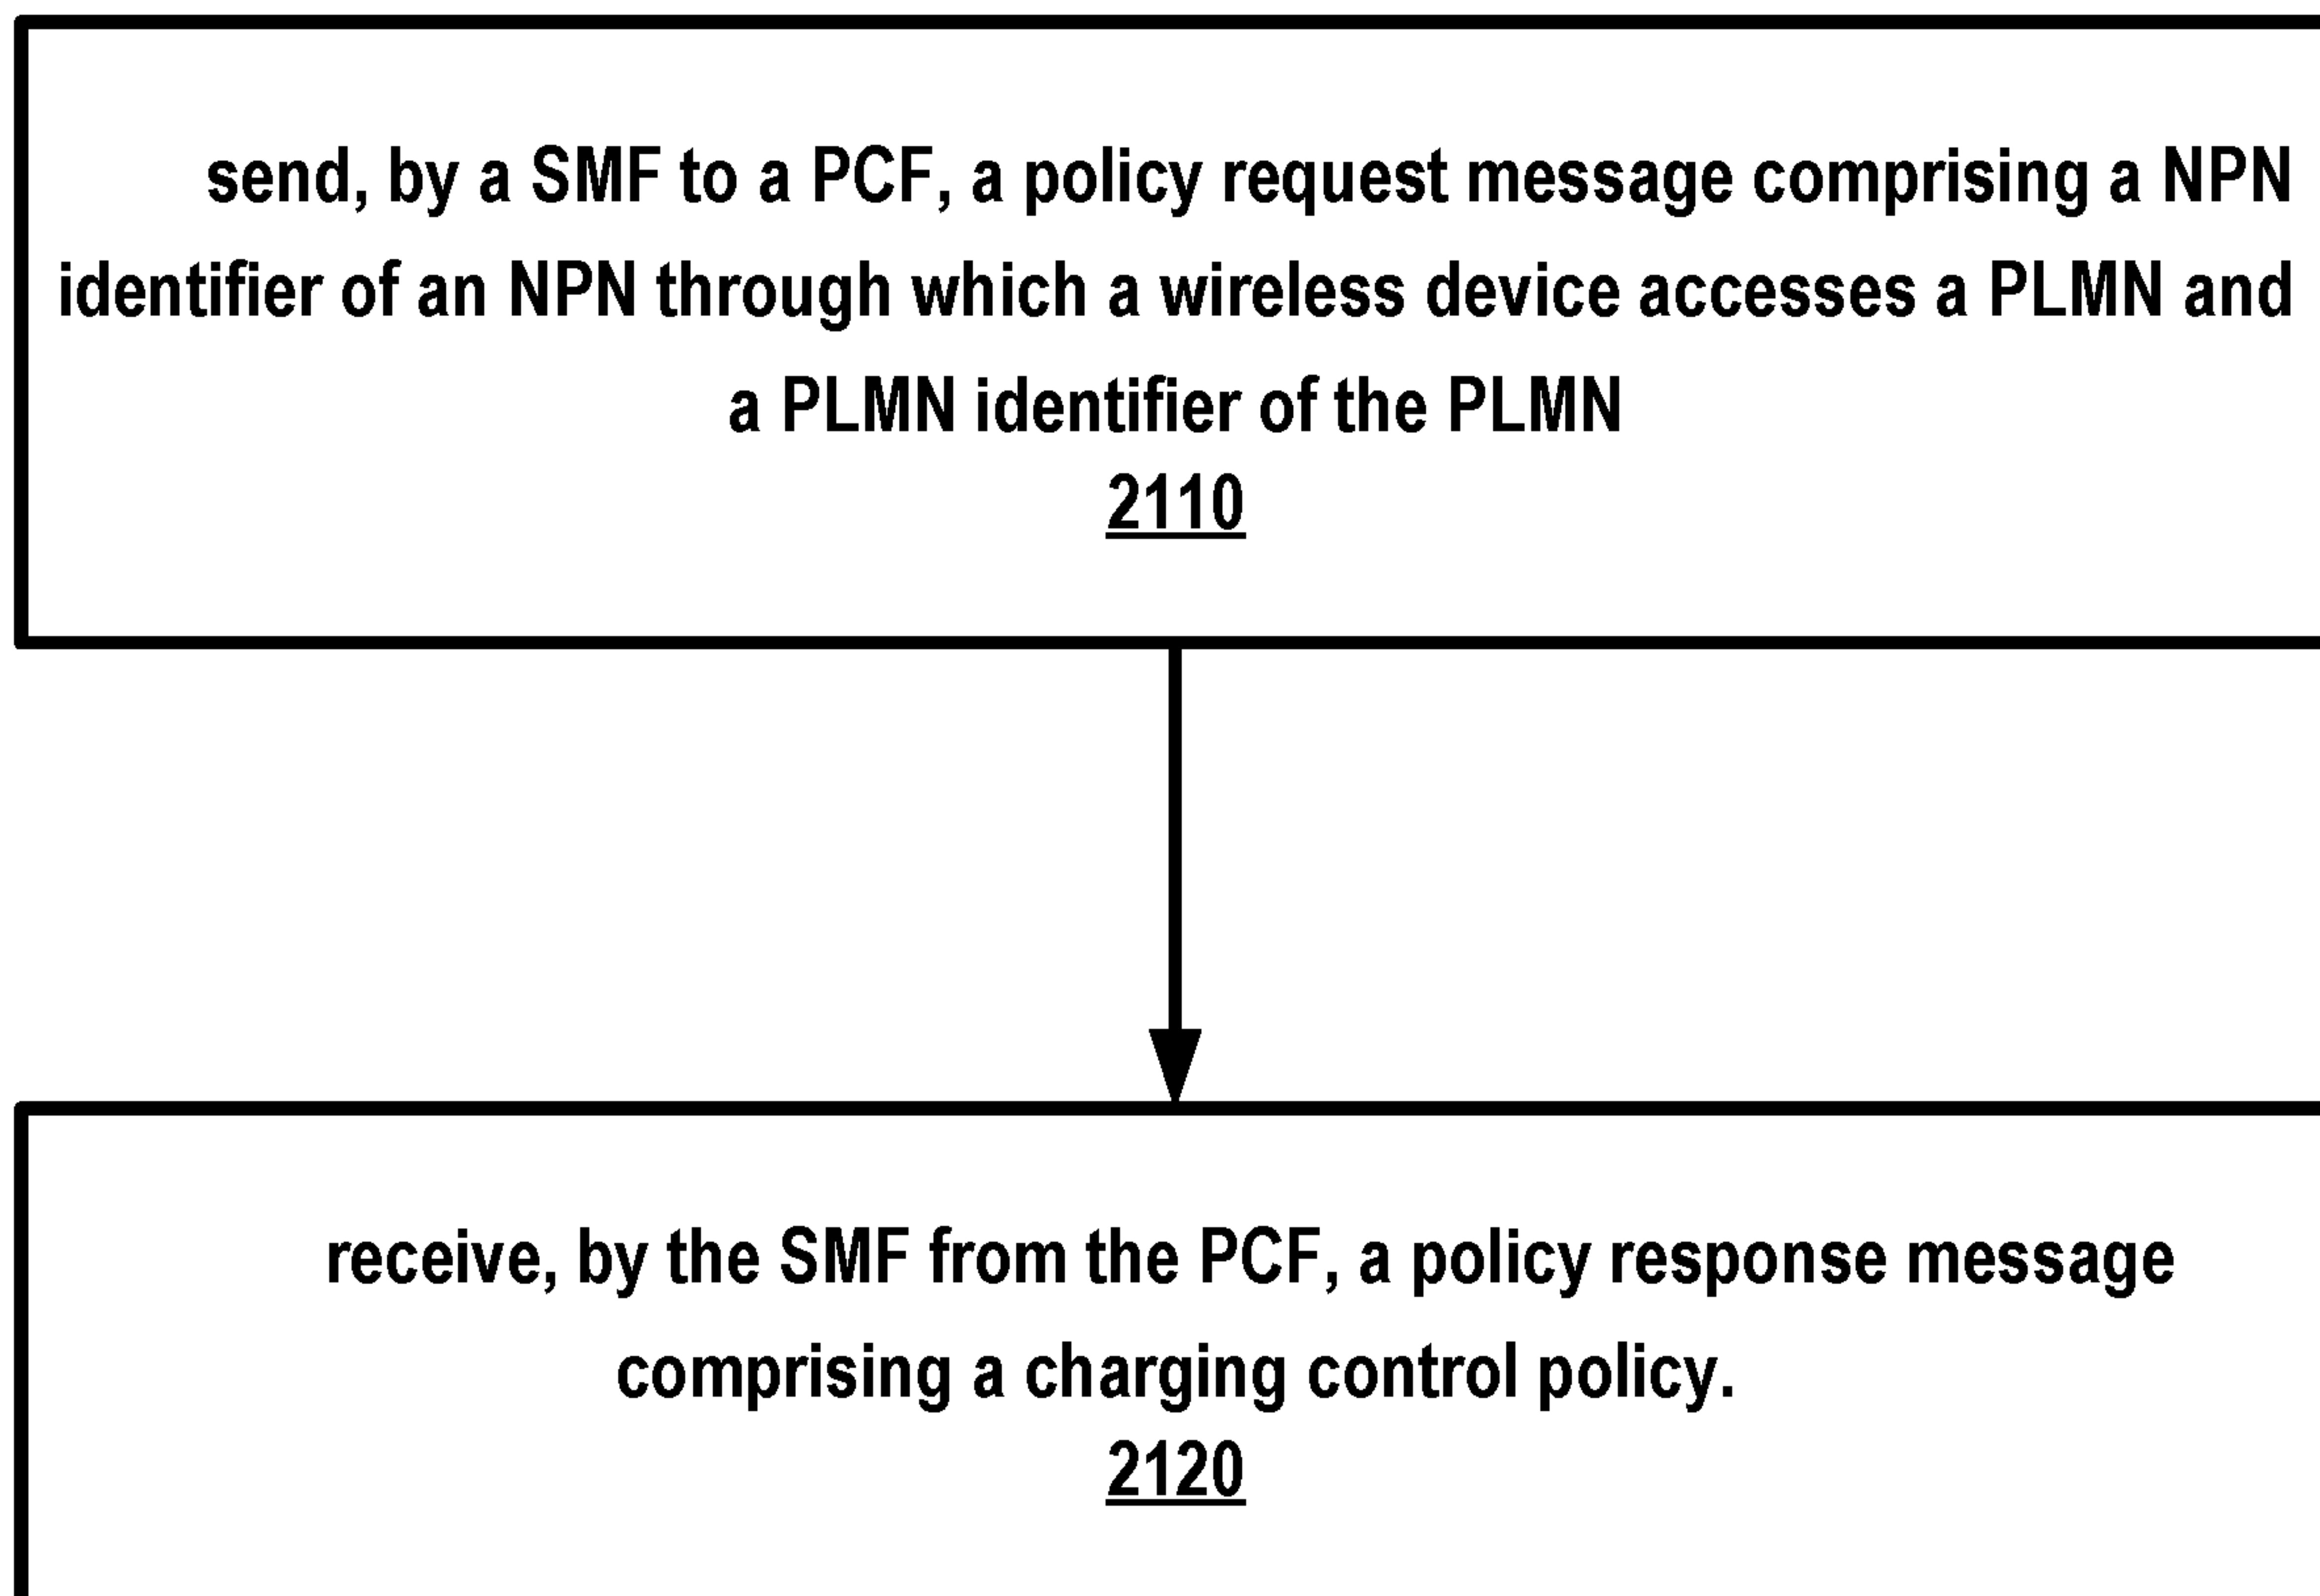 send, by a SMF to a PCF, a policy request message comprising a NPN
identifier of an NPN through which a wireless device accesses a PLMN and
a PLMN identifier of the PLMN
2110
receive, by the SMF from the PCF, a policy response message
comprising a charging control policy.
2120